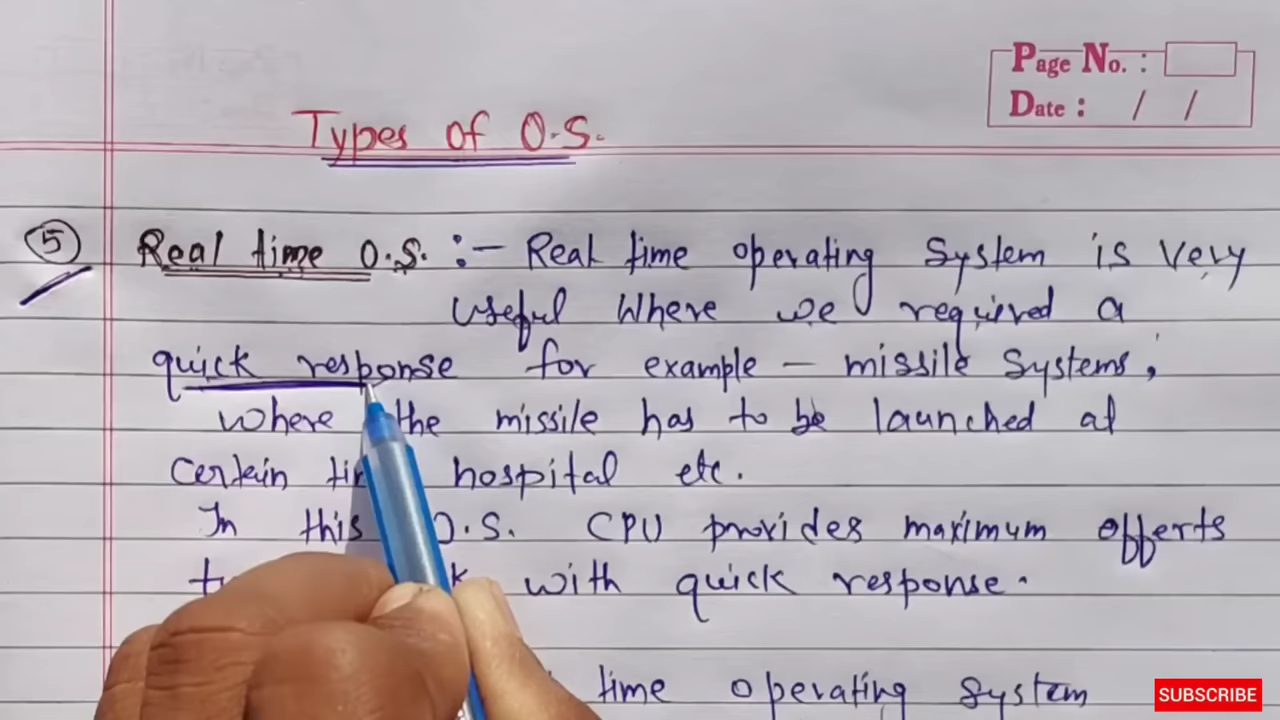 Page No. :
Date : / /
Types of O.S.
5 Real time O.S. :- Real time operating System is very
useful where we required a
quick response for example - missile Systems,
where the missile has to be launched at
certain hospital etc.
In this O.S. CPU provides maximum efferts
with quick response.
time operating system
SUBSCRIBE